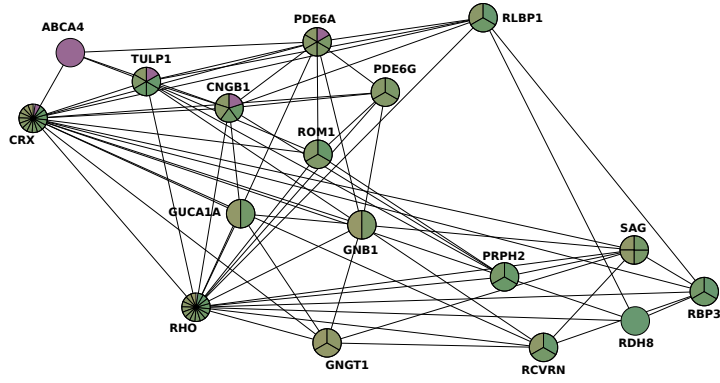 PDE6A
RLBP1
ABCA4
TULP1
PDE6G
CNGB1
CRX
ROM1
GUCA1A
GNB1
SAG
PRPH2
RHO
RBP3
RDH8
GNGT1
RCVRN